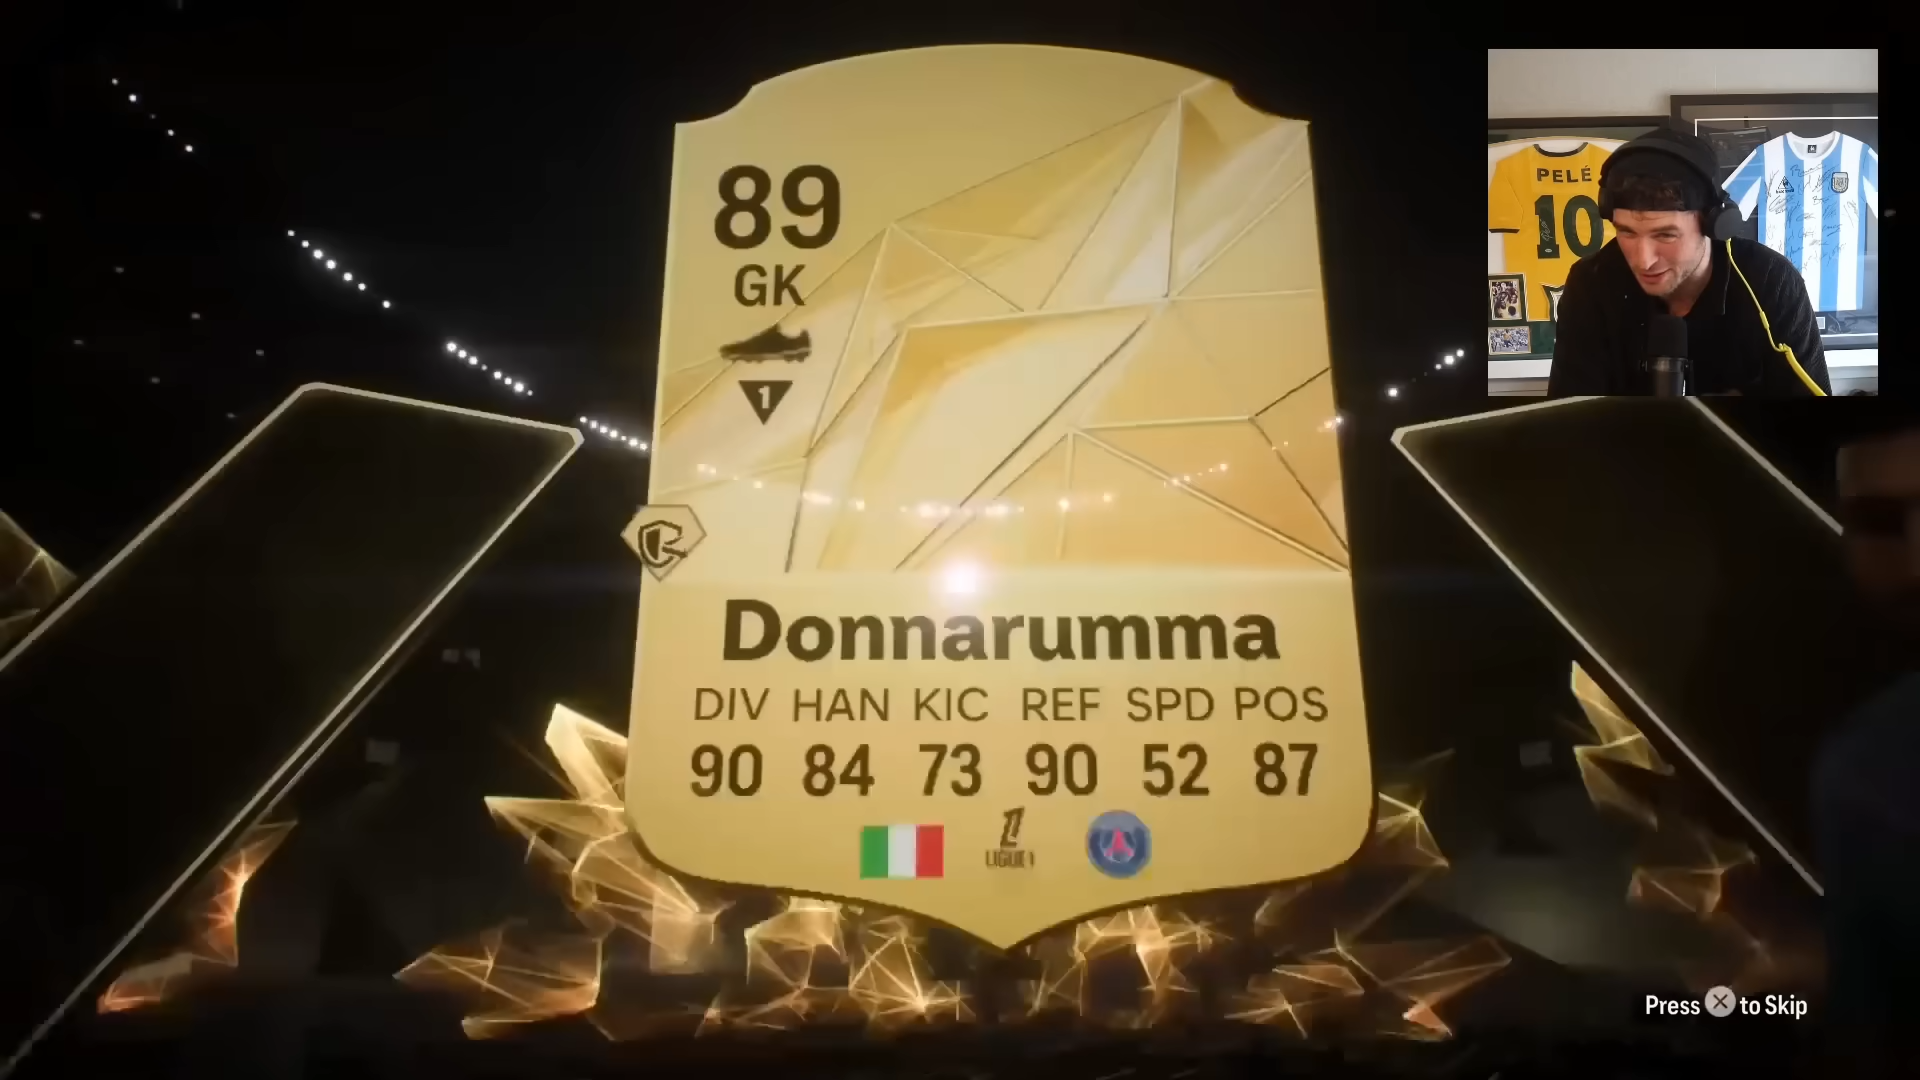 89
GK
1
Donnarumma
DIV HAN KIC REF SPD POS
90 84 73 90 52 87
LIGUE 1
PELÉ
10
Press X to Skip